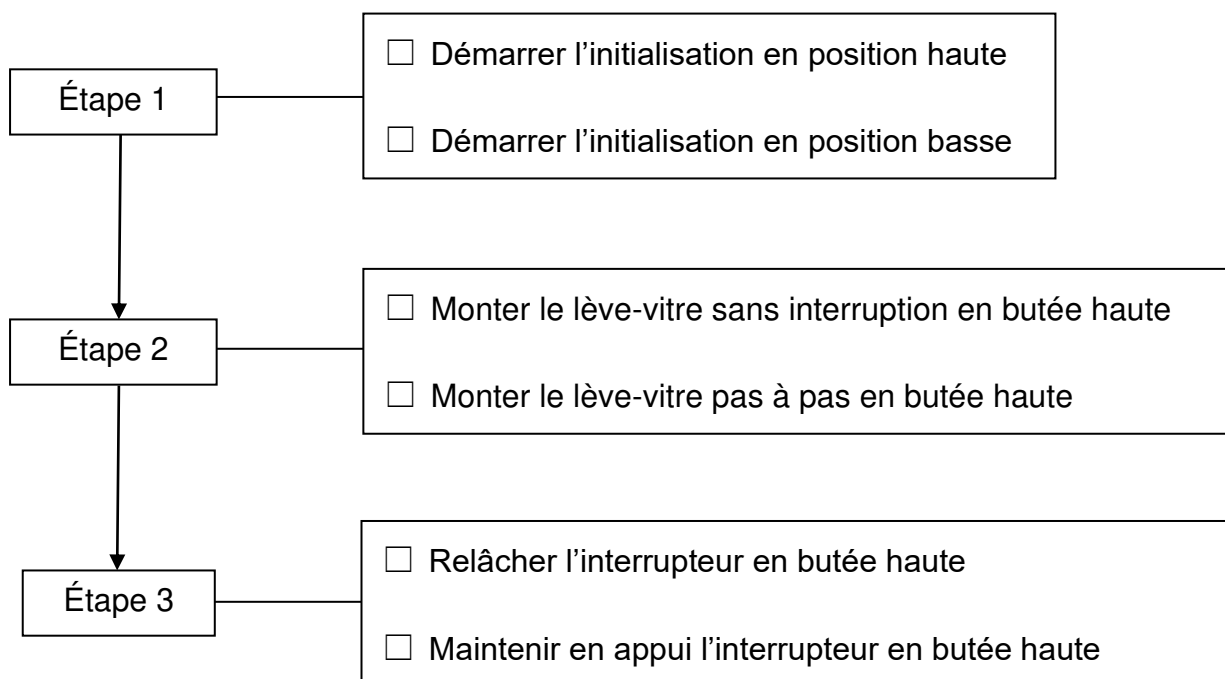 ☐ Démarrer l’initialisation en position haute
Étape 1
☐ Démarrer l’initialisation en position basse
☐ Monter le lève-vitre sans interruption en butée haute
Étape 2
☐ Monter le lève-vitre pas à pas en butée haute
☐ Relâcher l’interrupteur en butée haute
Étape 3
☐ Maintenir en appui l’interrupteur en butée haute